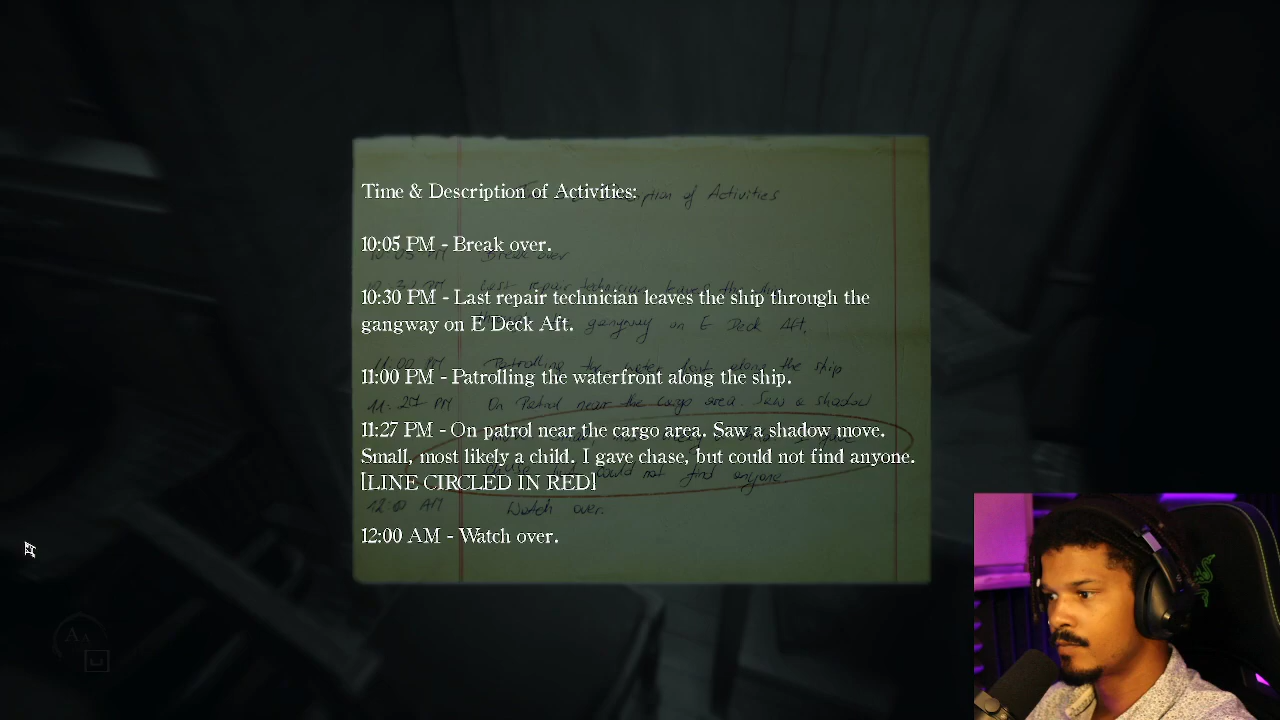 Time & Description of Activities:
10:05 PM - Break over.
10:30 PM - Last repair technician leaves the ship through the
gangway on E Deck Aft.
11:00 PM - Patrolling the waterfront along the ship.
11:27 PM - On patrol near the cargo area. Saw a shadow move.
Small, most likely a child. I gave chase, but could not find anyone.
[LINE CIRCLED IN RED]
12:00 AM - Watch over.